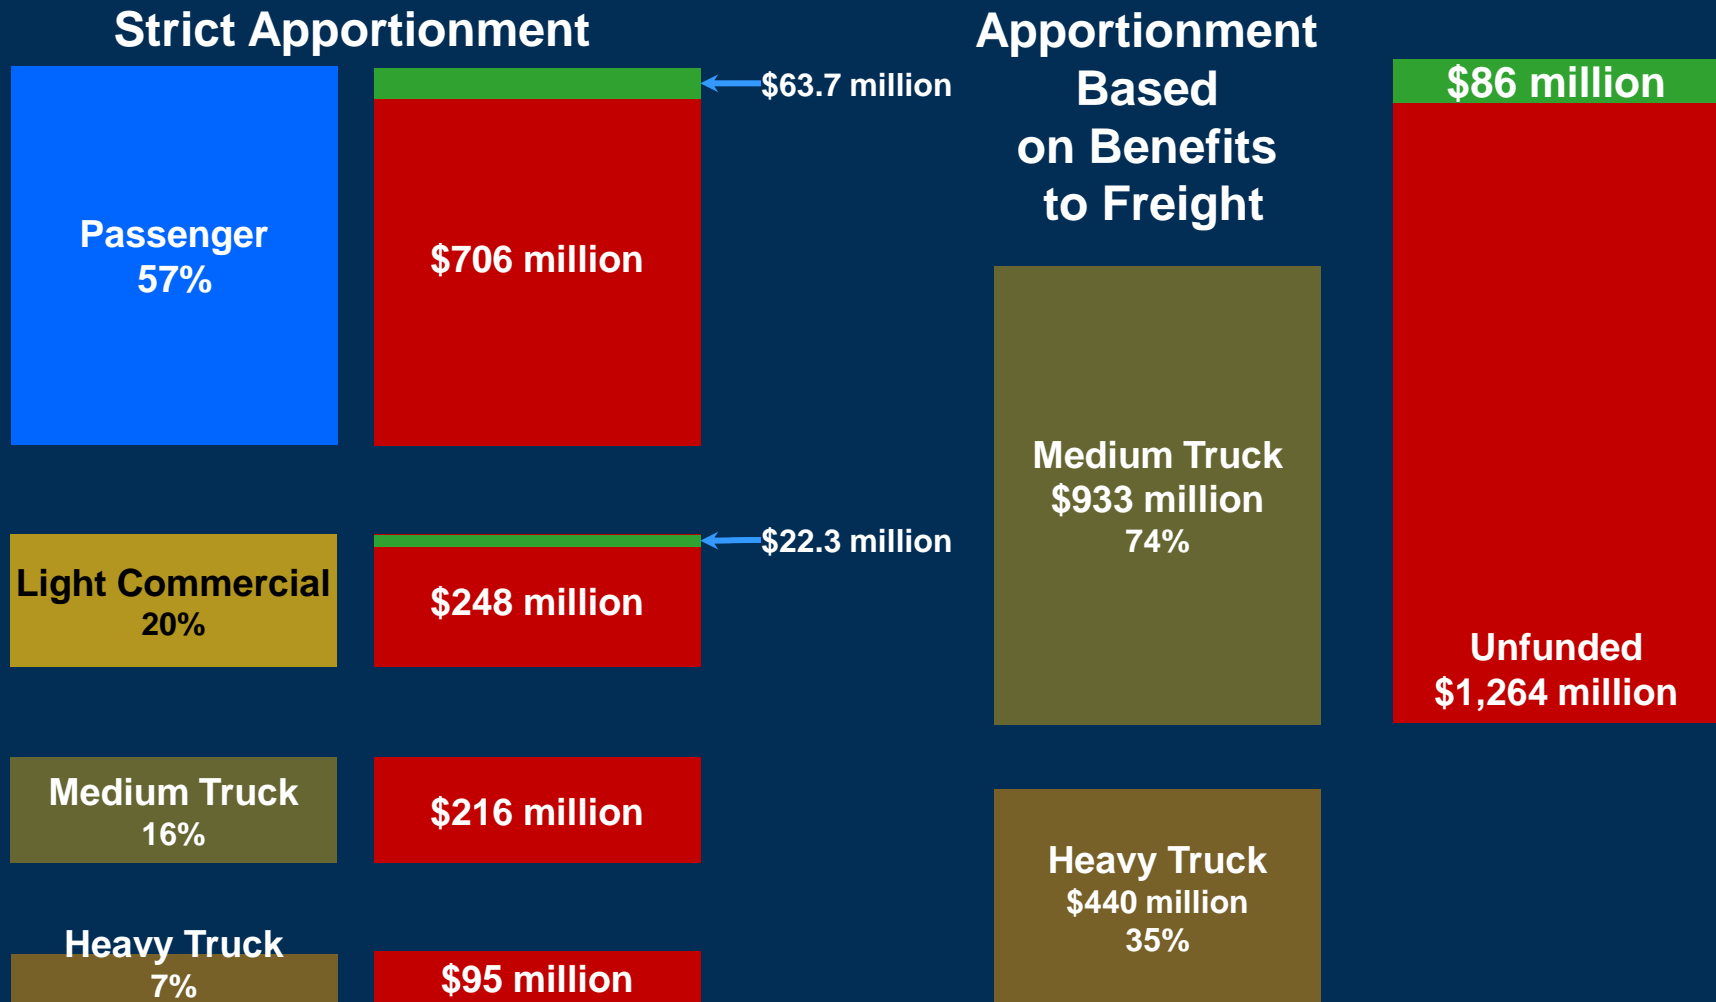 Strict Apportionment
Passenger
57%
$706 million
$63.7 million
Light Commercial
20%
$248 million
$22.3 million
Medium Truck
16%
$216 million
Heavy Truck
7%
$95 million
Apportionment
Based
on Benefits
to Freight
Medium Truck
$933 million
74%
Heavy Truck
$440 million
35%
$86 million
Unfunded
$1,264 million